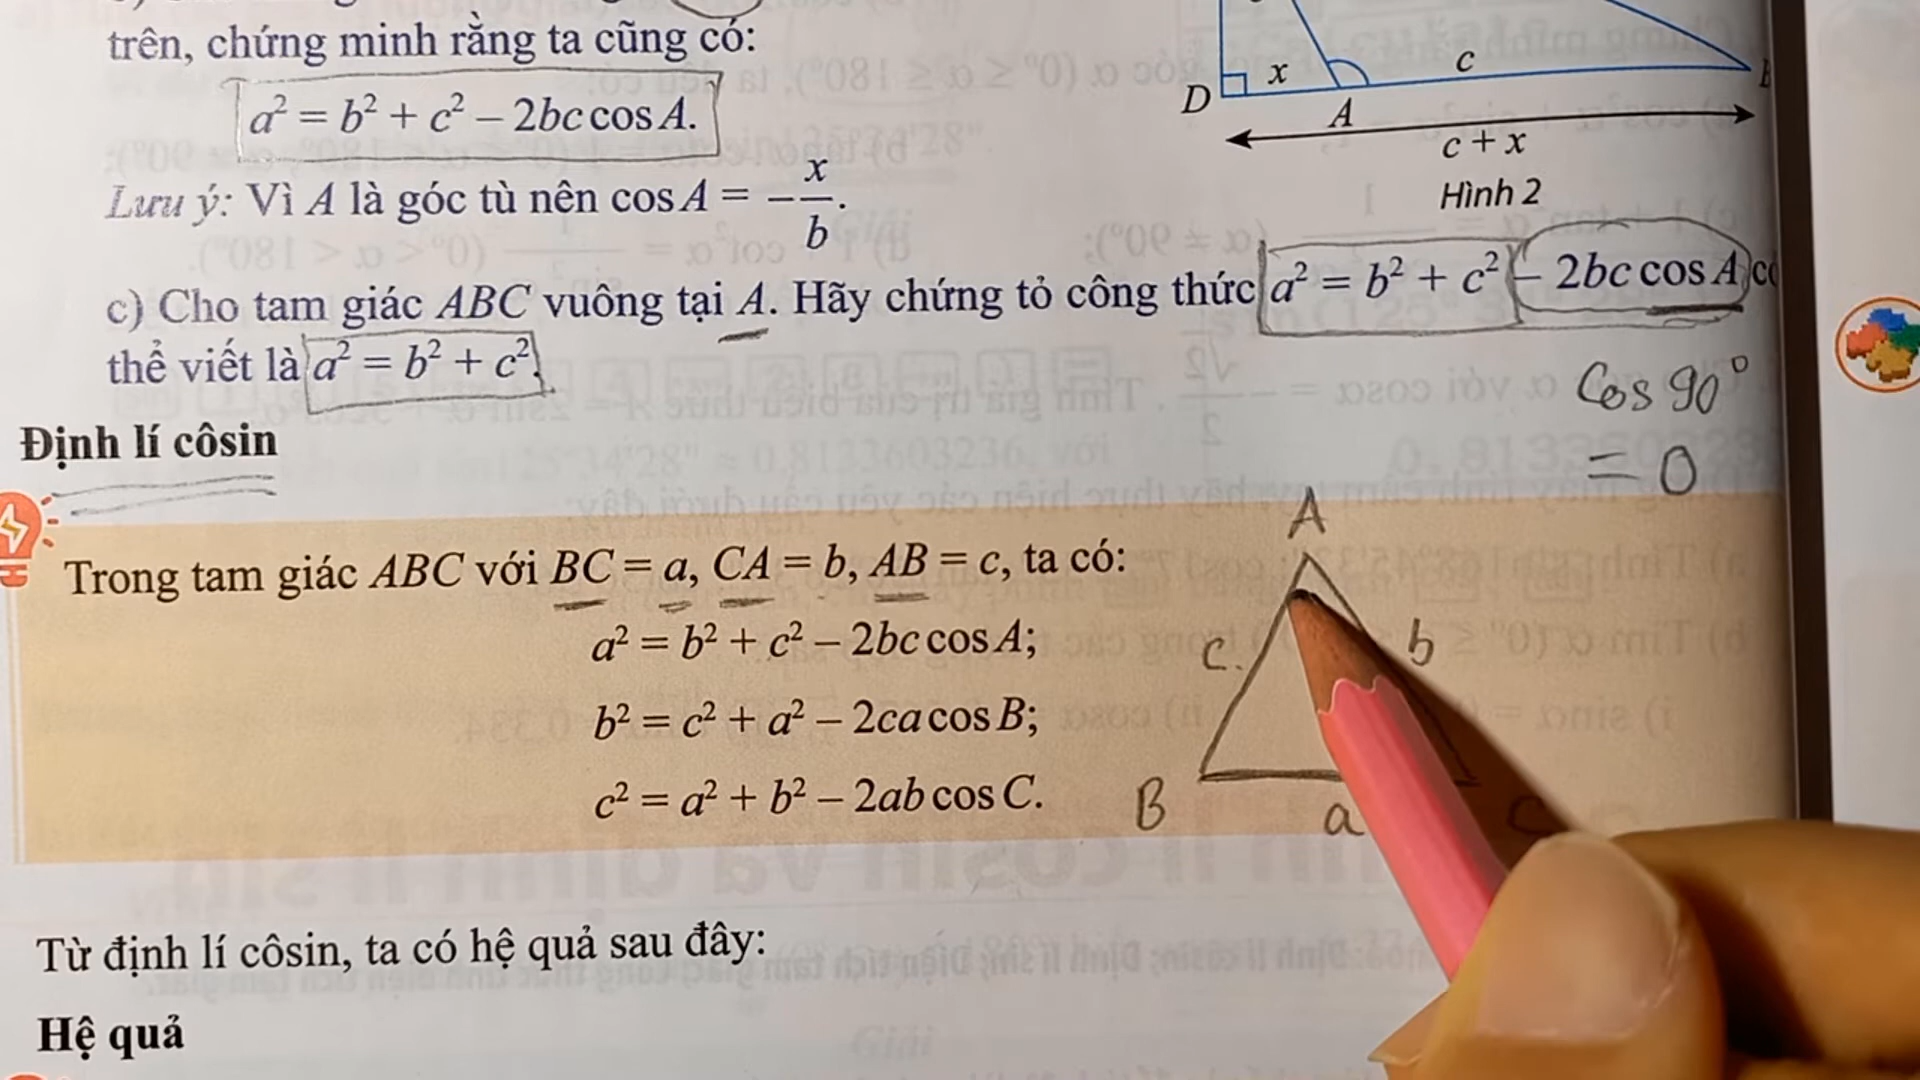 trên, chứng minh rằng ta cũng có:
a² = b² + c² – 2bc cos A.
Lưu ý: Vì A là góc tù nên cos A = –x/b.
x
c
D
A
c + x
Hình 2
c) Cho tam giác ABC vuông tại A. Hãy chứng tỏ công thức a² = b² + c² – 2bc cos A
thể viết là a² = b² + c².
Cos 90°
= 0
Định lí côsin
Trong tam giác ABC với BC = a, CA = b, AB = c, ta có:
a² = b² + c² – 2bc cos A;
b² = c² + a² – 2ca cos B;
c² = a² + b² – 2ab cos C.
A
c
b
B
a
C
Từ định lí côsin, ta có hệ quả sau đây:
Hệ quả